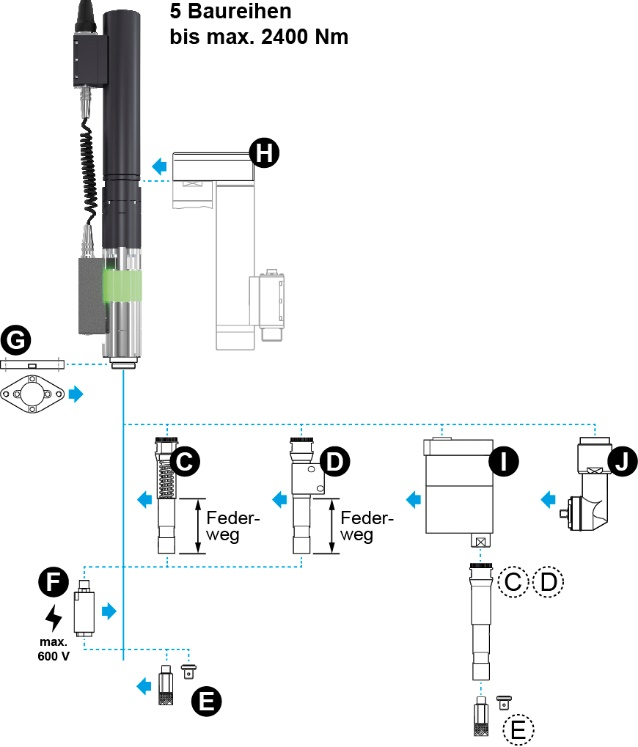 5 Baureihen
bis max. 2400 Nm
H
G
C
D
I
J
Feder-
weg
Feder-
weg
F
max.
600 V
C D
E
E